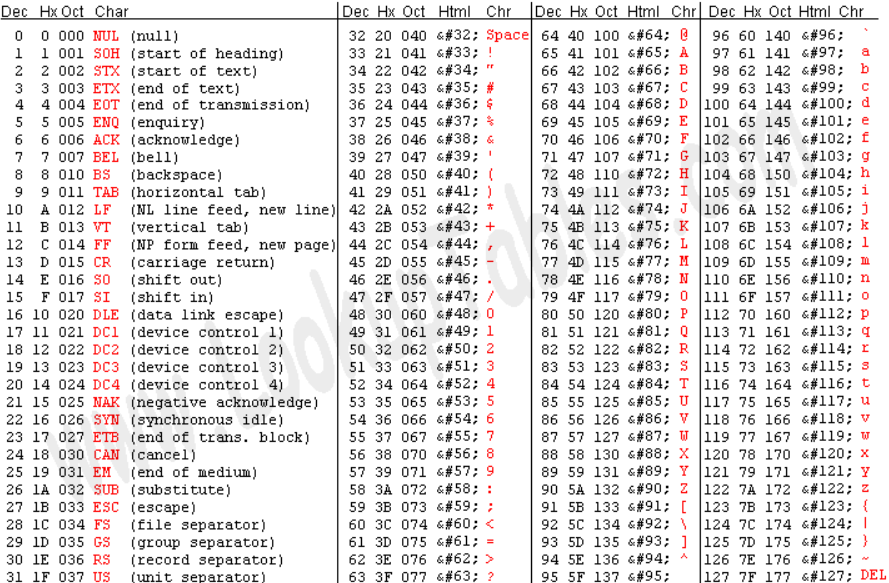 Dec Hx Oct Char Dec Hx Oct Html Chr Dec Hx Oct Html Chr Dec Hx Oct Html Chr
0 0 000 NUL (null) 32 20 040 &#32; Space 64 40 100 &#64; @ 96 60 140 &#96; `
1 1 001 SOH (start of heading) 33 21 041 &#33; ! 65 41 101 &#65; A 97 61 141 &#97; a
2 2 002 STX (start of text) 34 22 042 &#34; " 66 42 102 &#66; B 98 62 142 &#98; b
3 3 003 ETX (end of text) 35 23 043 &#35; # 67 43 103 &#67; C 99 63 143 &#99; c
4 4 004 EOT (end of transmission) 36 24 044 &#36; $ 68 44 104 &#68; D 100 64 144 &#100; d
5 5 005 ENQ (enquiry) 37 25 045 &#37; % 69 45 105 &#69; E 101 65 145 &#101; e
6 6 006 ACK (acknowledge) 38 26 046 &#38; & 70 46 106 &#70; F 102 66 146 &#102; f
7 7 007 BEL (bell) 39 27 047 &#39; ' 71 47 107 &#71; G 103 67 147 &#103; g
8 8 010 BS (backspace) 40 28 050 &#40; ( 72 48 110 &#72; H 104 68 150 &#104; h
9 9 011 TAB (horizontal tab) 41 29 051 &#41; ) 73 49 111 &#73; I 105 69 151 &#105; i
10 A 012 LF (NL line feed, new line) 42 2A 052 &#42; * 74 4A 112 &#74; J 106 6A 152 &#106; j
11 B 013 VT (vertical tab) 43 2B 053 &#43; + 75 4B 113 &#75; K 107 6B 153 &#107; k
12 C 014 FF (NP form feed, new page) 44 2C 054 &#44; , 76 4C 114 &#76; L 108 6C 154 &#108; l
13 D 015 CR (carriage return) 45 2D 055 &#45; - 77 4D 115 &#77; M 109 6D 155 &#109; m
14 E 016 SO (shift out) 46 2E 056 &#46; . 78 4E 116 &#78; N 110 6E 156 &#110; n
15 F 017 SI (shift in) 47 2F 057 &#47; / 79 4F 117 &#79; O 111 6F 157 &#111; o
16 10 020 DLE (data link escape) 48 30 060 &#48; 0 80 50 120 &#80; P 112 70 160 &#112; p
17 11 021 DC1 (device control 1) 49 31 061 &#49; 1 81 51 121 &#81; Q 113 71 161 &#113; q
18 12 022 DC2 (device control 2) 50 32 062 &#50; 2 82 52 122 &#82; R 114 72 162 &#114; r
19 13 023 DC3 (device control 3) 51 33 063 &#51; 3 83 53 123 &#83; S 115 73 163 &#115; s
20 14 024 DC4 (device control 4) 52 34 064 &#52; 4 84 54 124 &#84; T 116 74 164 &#116; t
21 15 025 NAK (negative acknowledge) 53 35 065 &#53; 5 85 55 125 &#85; U 117 75 165 &#117; u
22 16 026 SYN (synchronous idle) 54 36 066 &#54; 6 86 56 126 &#86; V 118 76 166 &#118; v
23 17 027 ETB (end of trans. block) 55 37 067 &#55; 7 87 57 127 &#87; W 119 77 167 &#119; w
24 18 030 CAN (cancel) 56 38 070 &#56; 8 88 58 130 &#88; X 120 78 170 &#120; x
25 19 031 EM (end of medium) 57 39 071 &#57; 9 89 59 131 &#89; Y 121 79 171 &#121; y
26 1A 032 SUB (substitute) 58 3A 072 &#58; : 90 5A 132 &#90; Z 122 7A 172 &#122; z
27 1B 033 ESC (escape) 59 3B 073 &#59; ; 91 5B 133 &#91; [ 123 7B 173 &#123; {
28 1C 034 FS (file separator) 60 3C 074 &#60; < 92 5C 134 &#92; \ 124 7C 174 &#124; |
29 1D 035 GS (group separator) 61 3D 075 &#61; = 93 5D 135 &#93; ] 125 7D 175 &#125; }
30 1E 036 RS (record separator) 62 3E 076 &#62; > 94 5E 136 &#94; ^ 126 7E 176 &#126; ~
31 1F 037 US (unit separator) 63 3F 077 &#63; ? 95 5F 137 &#95; 127 7F 177 &#127; DEL
www.LookupTables.com